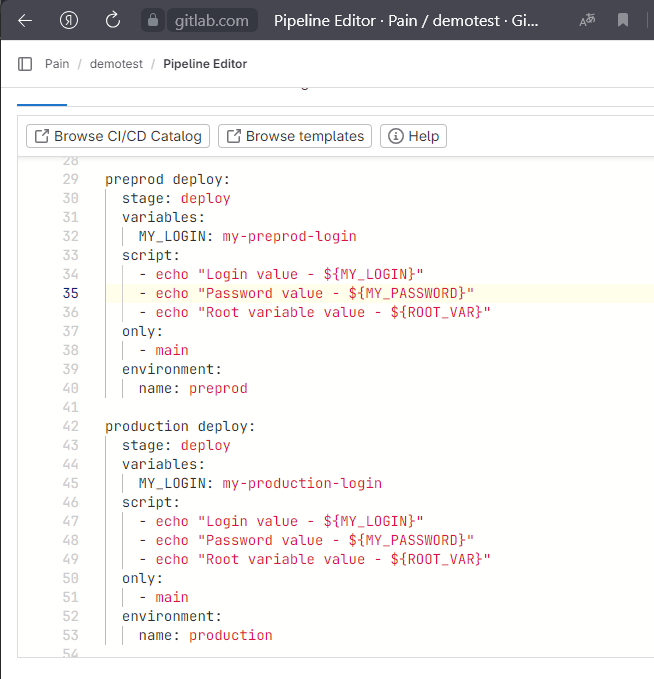 gitlab.com Pipeline Editor · Pain / demotest · Gi...
Pain / demotest / Pipeline Editor
Browse CI/CD Catalog Browse templates Help
28
29 preprod deploy:
30 stage: deploy
31 variables:
32 MY_LOGIN: my-preprod-login
33 script:
34 - echo "Login value - ${MY_LOGIN}"
35 - echo "Password value - ${MY_PASSWORD}"
36 - echo "Root variable value - ${ROOT_VAR}"
37 only:
38 - main
39 environment:
40 name: preprod
41
42 production deploy:
43 stage: deploy
44 variables:
45 MY_LOGIN: my-production-login
46 script:
47 - echo "Login value - ${MY_LOGIN}"
48 - echo "Password value - ${MY_PASSWORD}"
49 - echo "Root variable value - ${ROOT_VAR}"
50 only:
51 - main
52 environment:
53 name: production
54